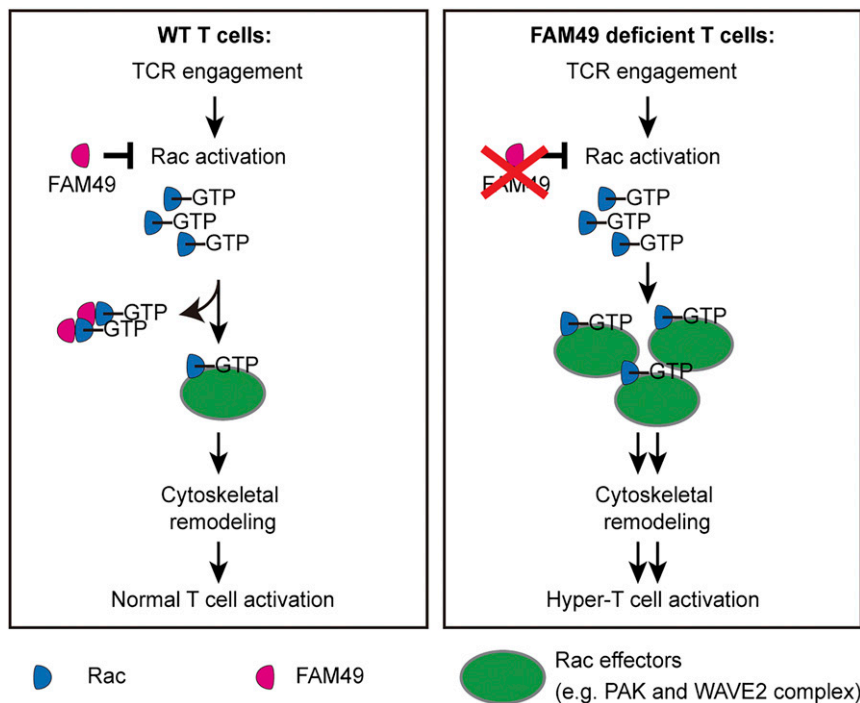 WT T cells:
TCR engagement
Rac activation
FAM49
GTP
GTP
GTP
GTP
GTP
GTP
Cytoskeletal
remodeling
Normal T cell activation
FAM49 deficient T cells:
TCR engagement
Rac activation
FAM49
GTP
GTP
GTP
GTP
GTP
GTP
Cytoskeletal
remodeling
Hyper-T cell activation
Rac
FAM49
Rac effectors
(e.g. PAK and WAVE2 complex)